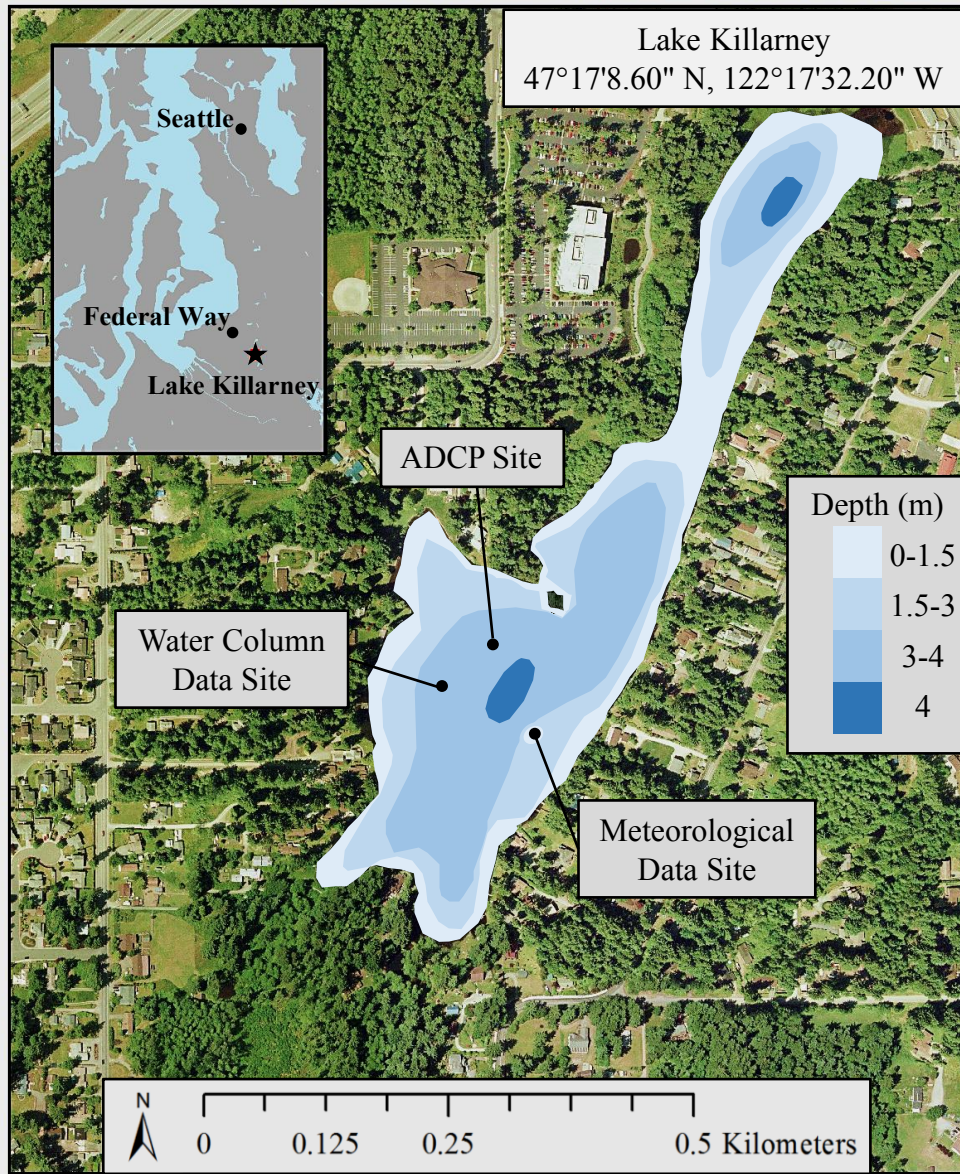 Lake Killarney
47°17'8.60" N, 122°17'32.20" W
Seattle
Federal Way
Lake Killarney
ADCP Site
Depth (m)
0-1.5
1.5-3
3-4
4
Water Column
Data Site
Meteorological
Data Site
N
0 0.125 0.25 0.5 Kilometers